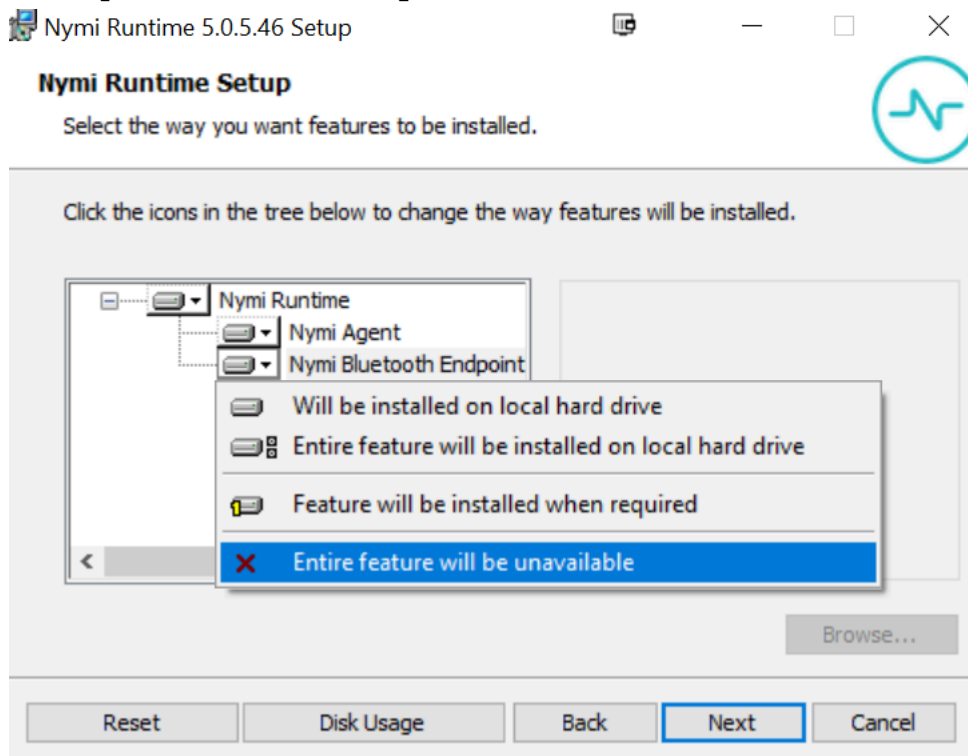 Nymi Runtime 5.0.5.46 Setup
Nymi Runtime Setup
Select the way you want features to be installed.
Click the icons in the tree below to change the way features will be installed.
Nymi Runtime
Nymi Agent
Nymi Bluetooth Endpoint
Will be installed on local hard drive
Entire feature will be installed on local hard drive
Feature will be installed when required
Entire feature will be unavailable
Browse...
Reset Disk Usage Back Next Cancel